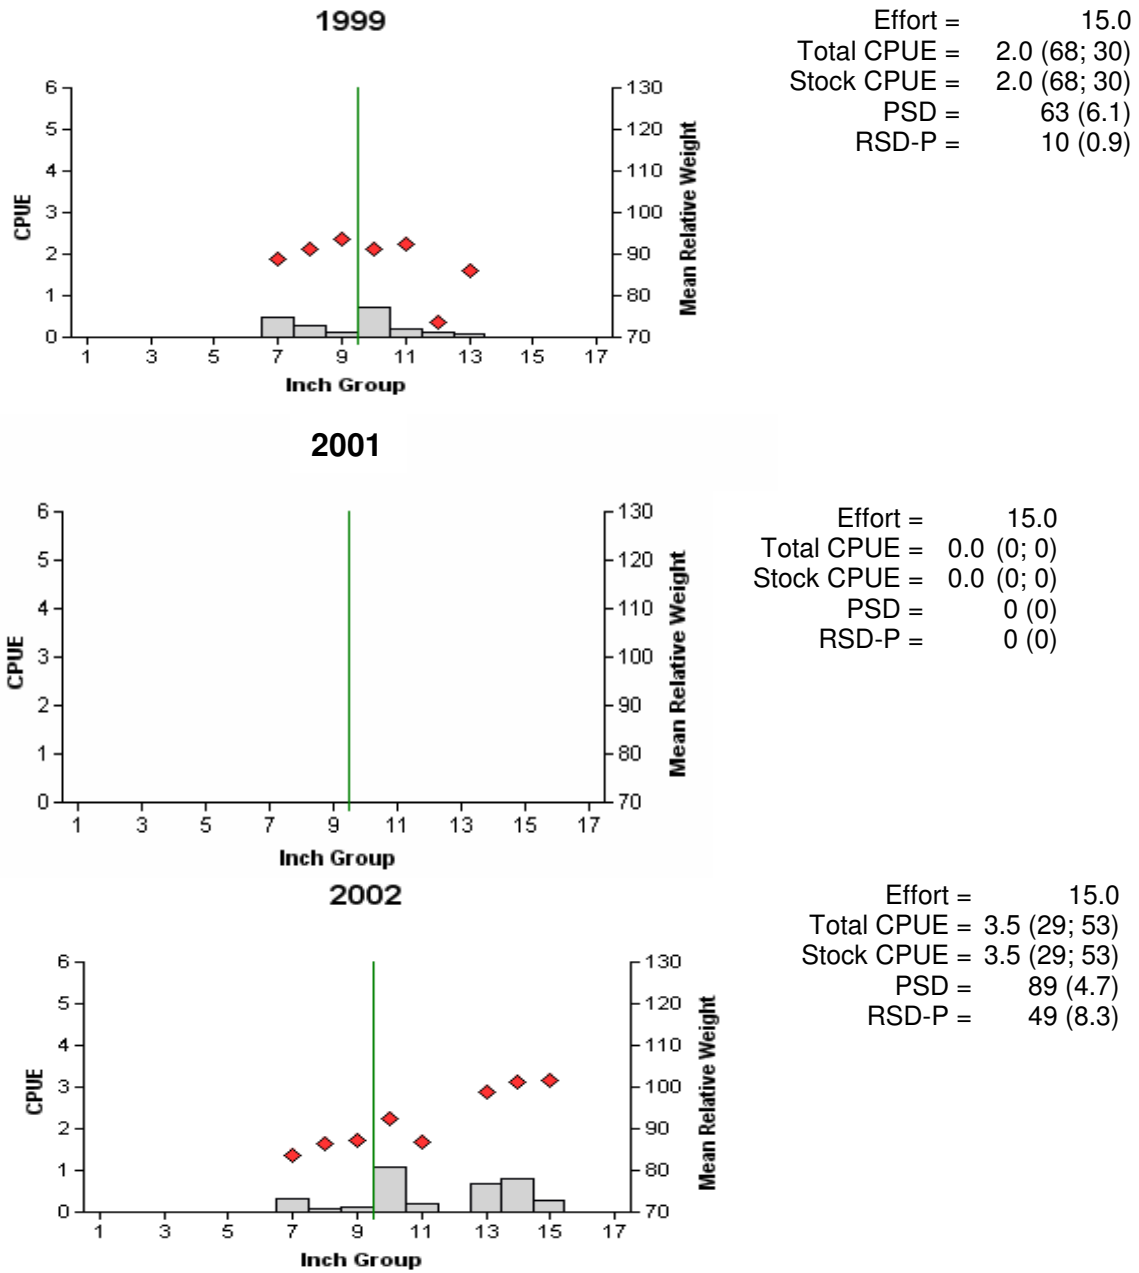 1999
Effort = 15.0
Total CPUE = 2.0 (68; 30)
Stock CPUE = 2.0 (68; 30)
PSD = 63 (6.1)
RSD-P = 10 (0.9)
6 130
5 120
4 110
3 100
2 90
1 80
0 70
CPUE
Mean Relative Weight
1 3 5 7 9 11 13 15 17
Inch Group
2001
Effort = 15.0
Total CPUE = 0.0 (0; 0)
Stock CPUE = 0.0 (0; 0)
PSD = 0 (0)
RSD-P = 0 (0)
6 130
5 120
4 110
3 100
2 90
1 80
0 70
CPUE
Mean Relative Weight
1 3 5 7 9 11 13 15 17
Inch Group
2002
Effort = 15.0
Total CPUE = 3.5 (29; 53)
Stock CPUE = 3.5 (29; 53)
PSD = 89 (4.7)
RSD-P = 49 (8.3)
6 130
5 120
4 110
3 100
2 90
1 80
0 70
CPUE
Mean Relative Weight
1 3 5 7 9 11 13 15 17
Inch Group